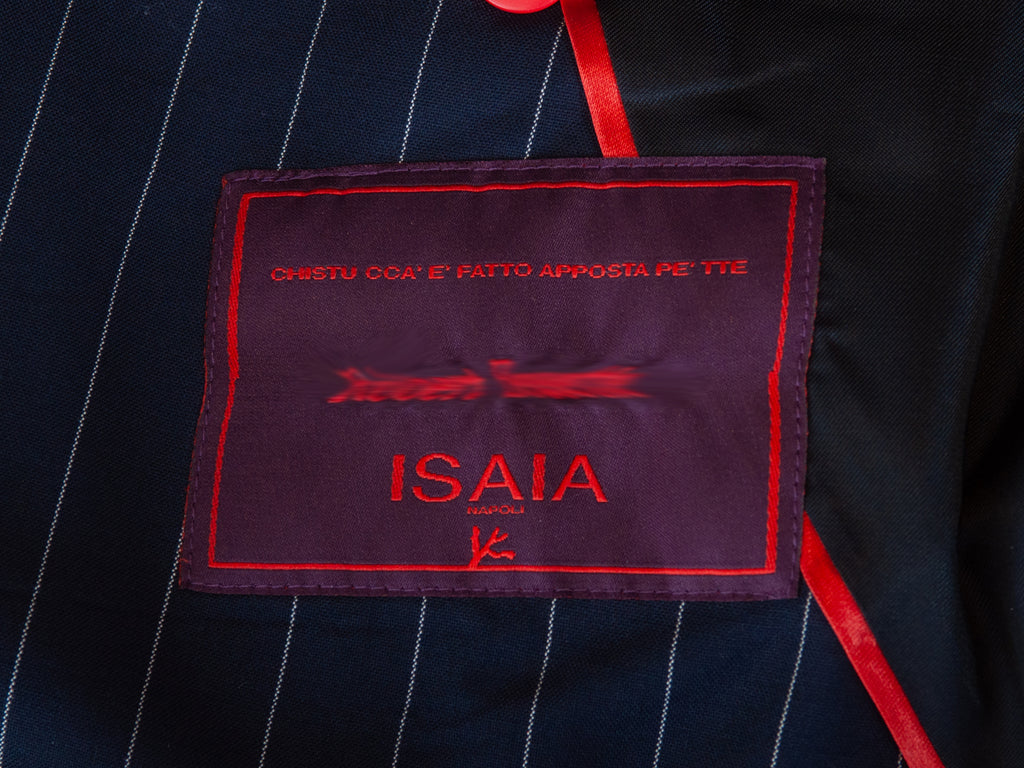 CHISTU CCA' E' FATTO APPOSTA PE' TTE
ISAIA
NAPOLI